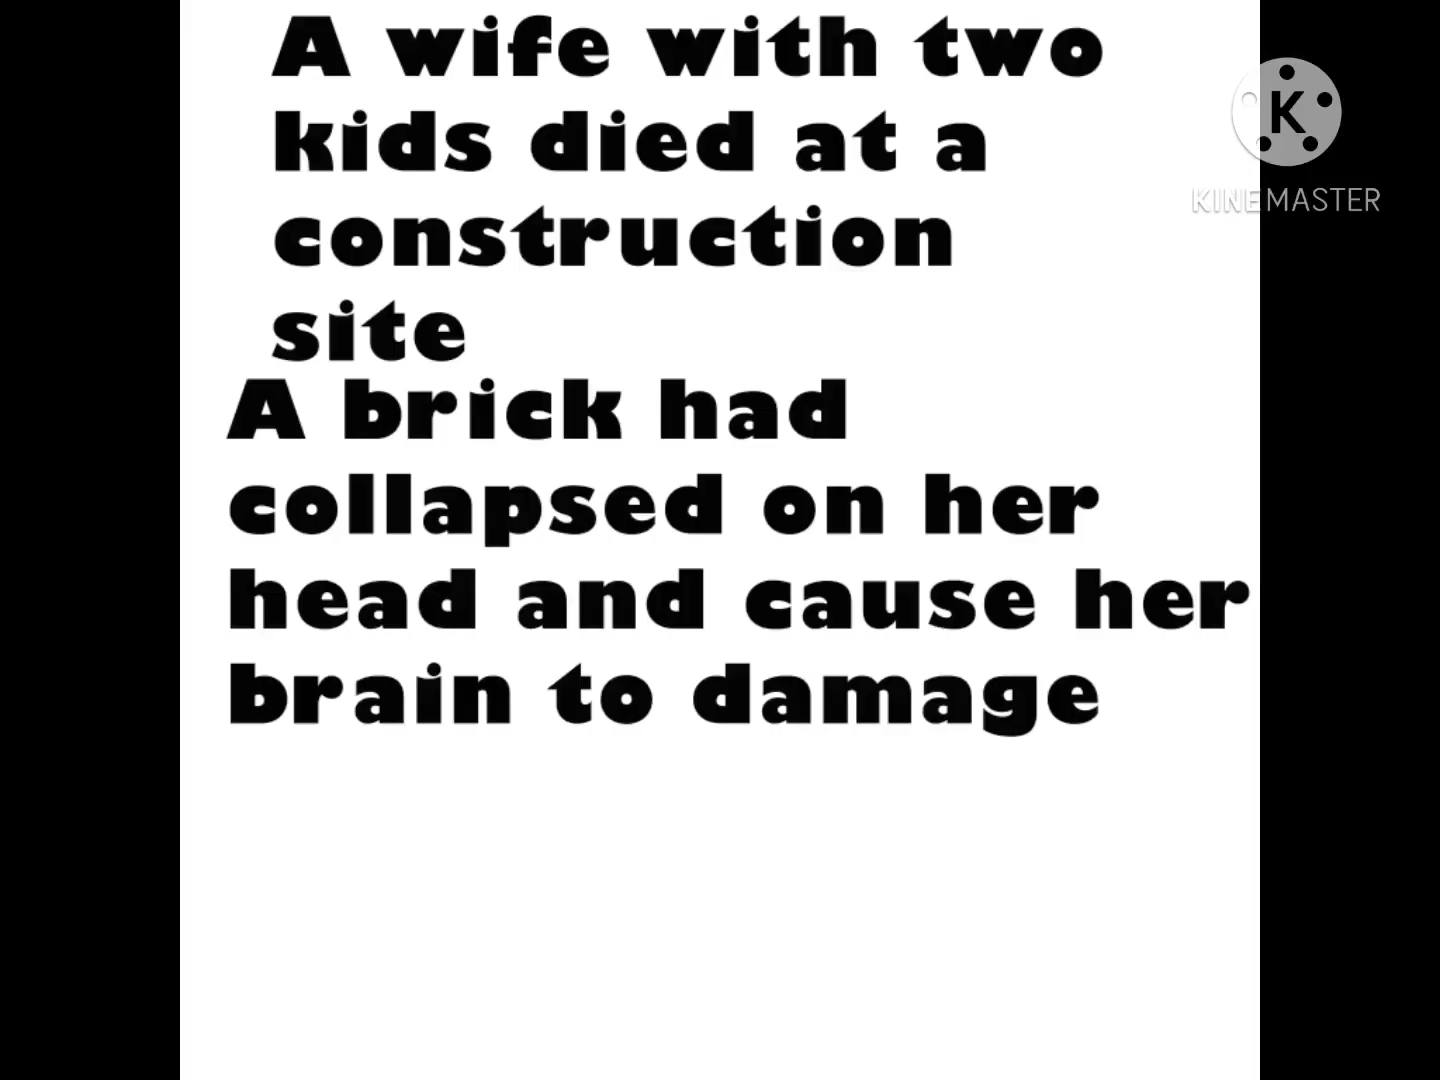 A wife with two
kids died at a
construction
site
A brick had
collapsed on her
head and cause her
brain to damage
K
KINEMASTER